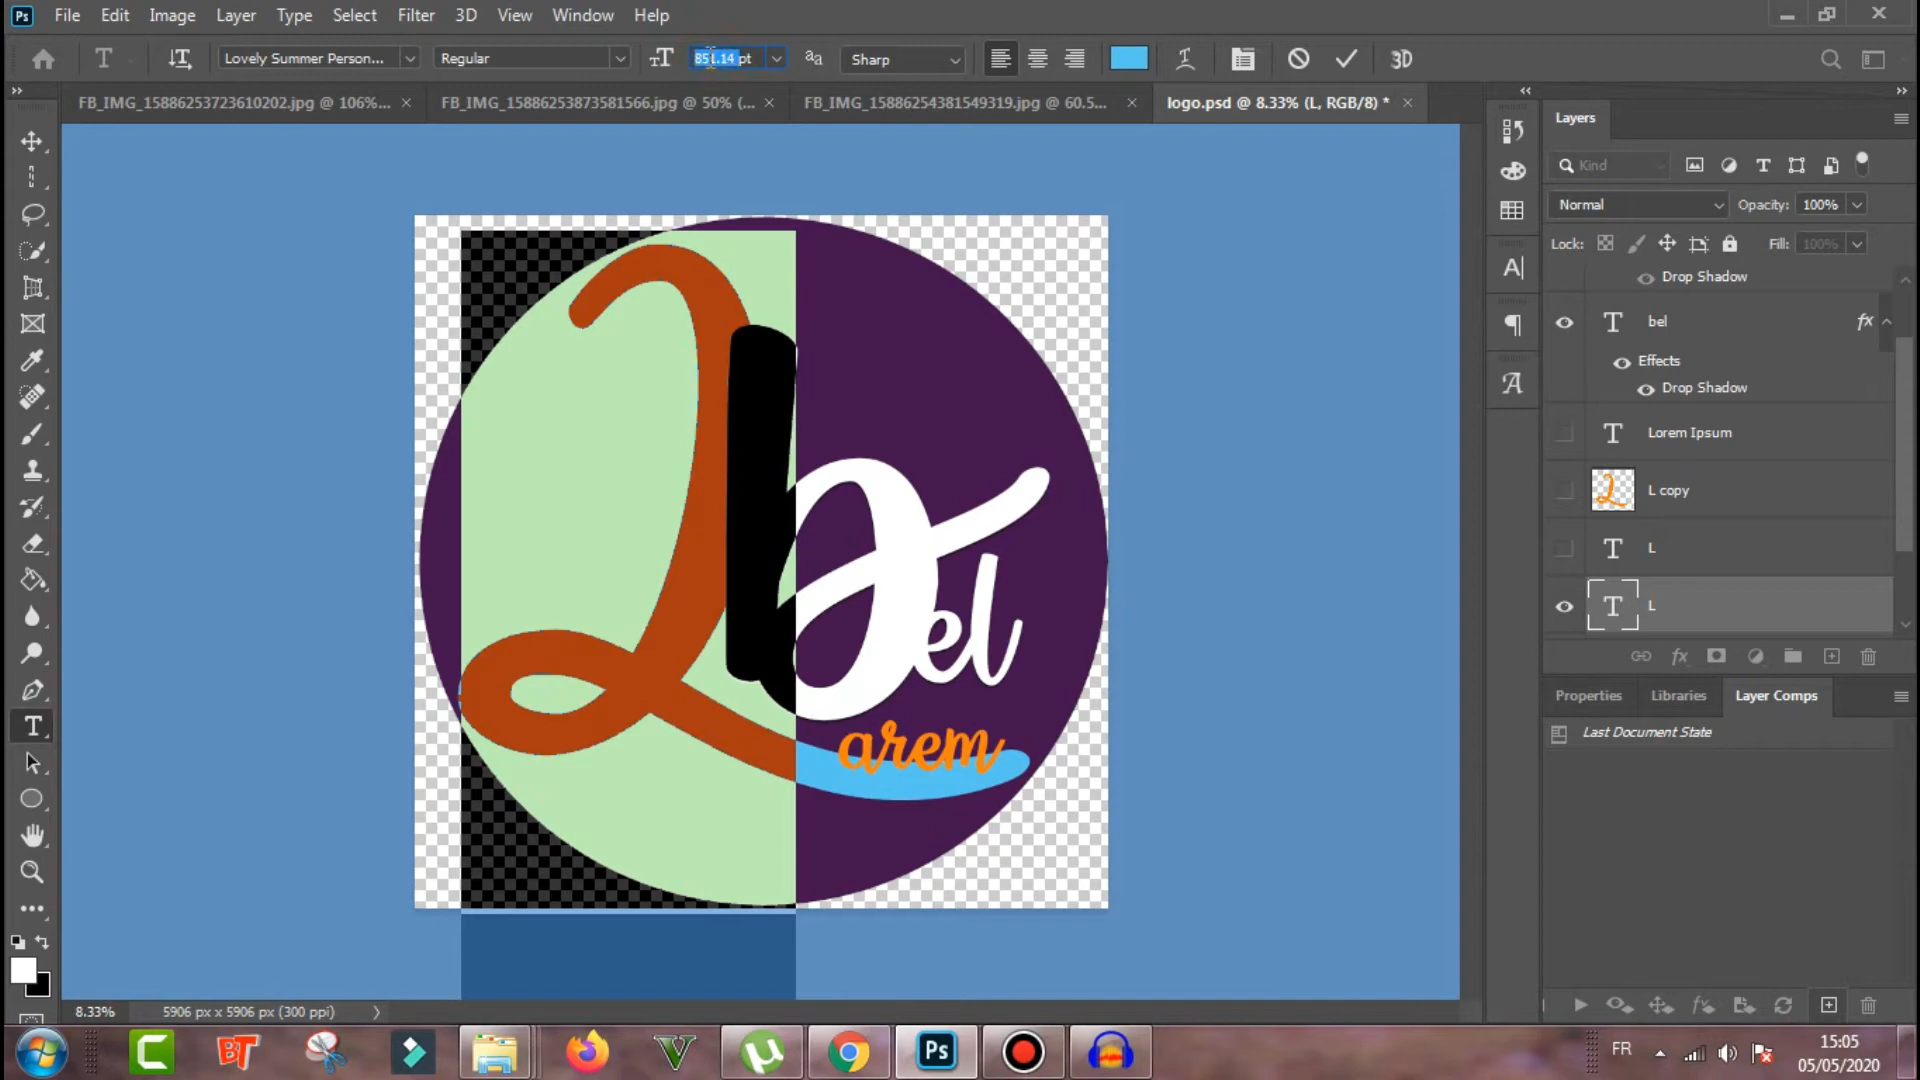 Ps File Edit Image Layer Type Select Filter 3D View Window Help
Lovely Summer Person... Regular 851.14 pt Sharp 3D
FB_IMG_15886253723610202.jpg @ 106%... × FB_IMG_15886253873581566.jpg @ 50% (... × FB_IMG_15886254381549319.jpg @ 60.5... × logo.psd @ 8.33% (L, RGB/8) * ×
Layers
Kind
Normal Opacity: 100%
Lock: Fill: 100%
Drop Shadow
bel fx
Effects
Drop Shadow
Lorem Ipsum
L copy
L
L
L
bel
arem
Properties Libraries Layer Comps
Last Document State
8.33% 5906 px x 5906 px (300 ppi)
BT
Ps
FR
15:05
05/05/2020